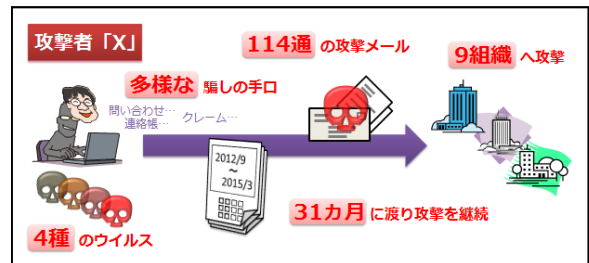 攻撃者「X」
114通 の攻撃メール
9組織 へ攻撃
多様な 騙しの手口
問い合わせ…
連絡帳…
クレーム…
2012/9
~
2015/3
31カ月 に渡り攻撃を継続
4種 のウイルス